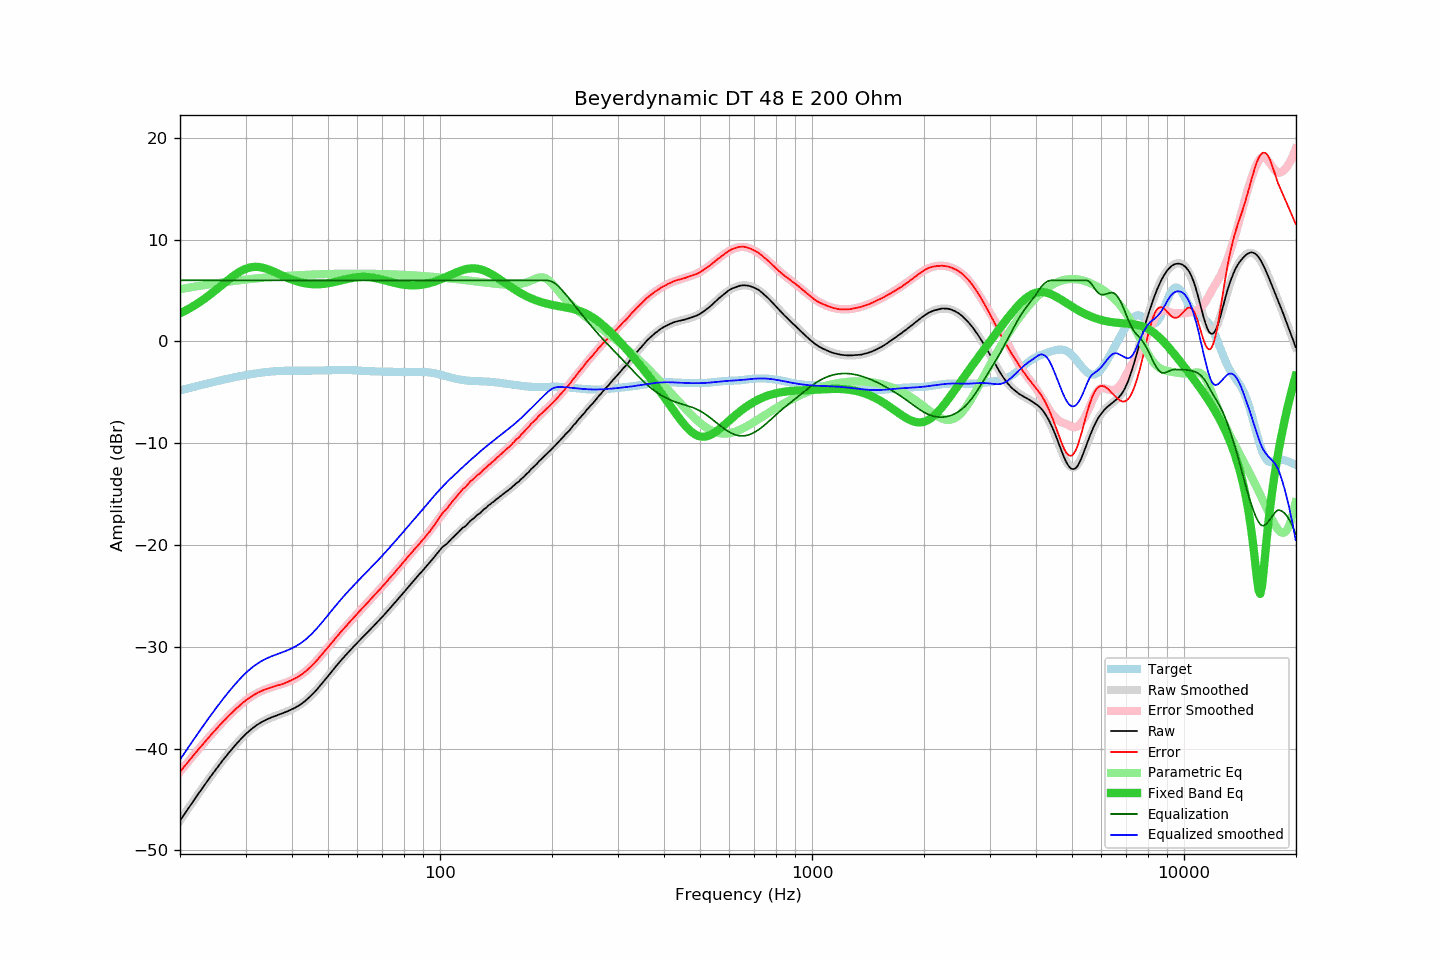 Beyerdynamic DT 48 E 200 Ohm
20
10
0
−10
−20
−30
−40
−50
Amplitude (dBr)
100
1000
10000
Frequency (Hz)
Target
Raw Smoothed
Error Smoothed
Raw
Error
Parametric Eq
Fixed Band Eq
Equalization
Equalized smoothed